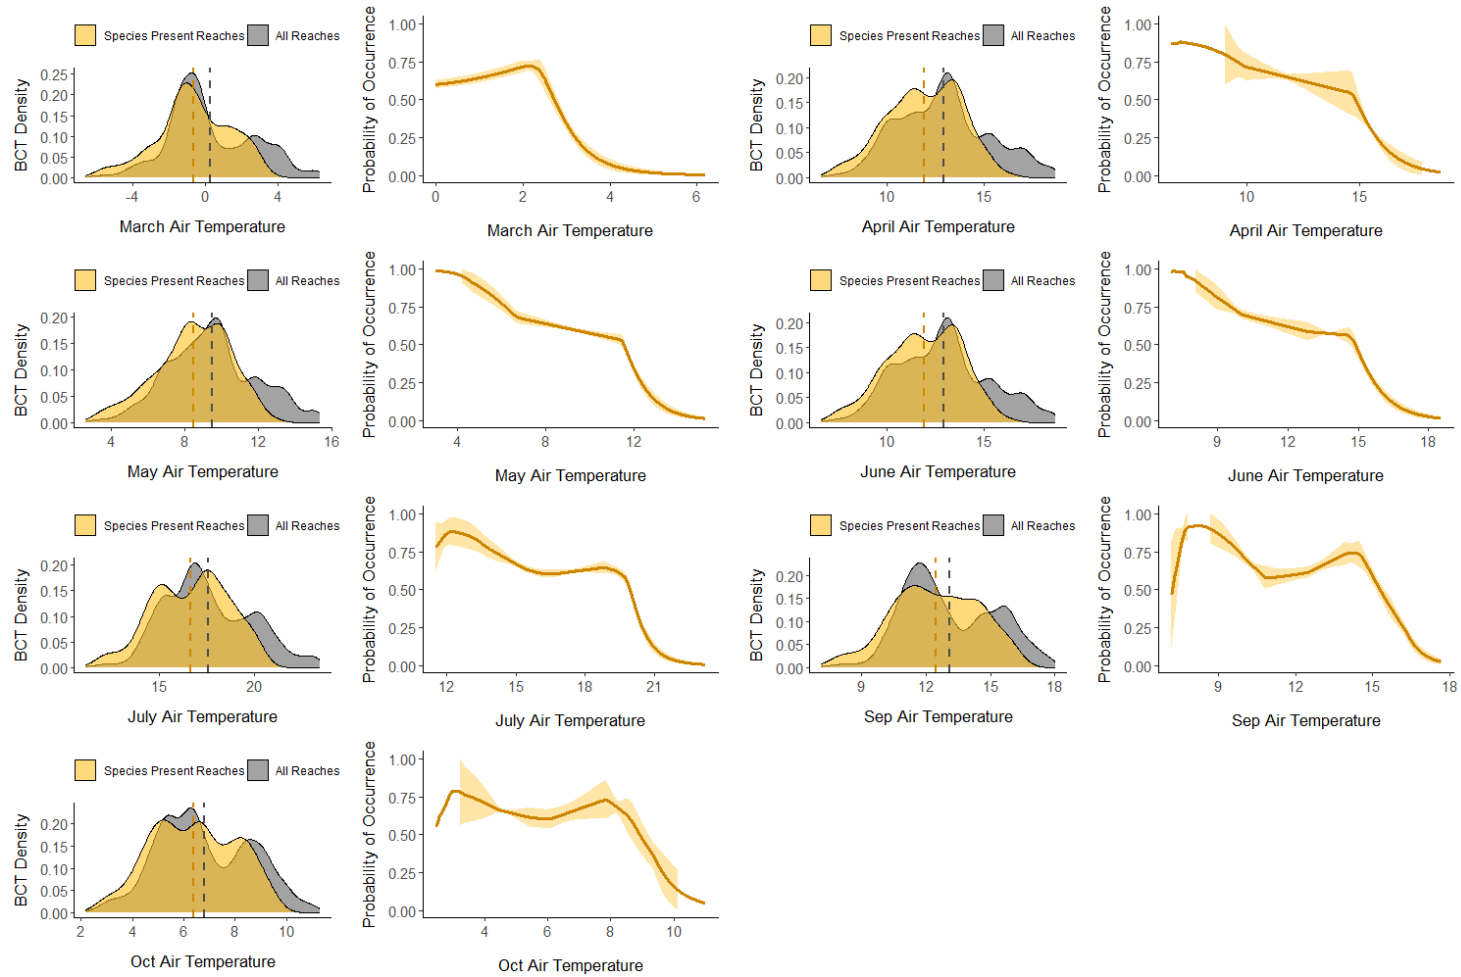 Species Present Reaches All Reaches
BCT Density
0.25
0.20
0.15
0.10
0.05
0.00
-4 0 4
March Air Temperature
Probability of Occurrence
1.00
0.75
0.50
0.25
0.00
0 2 4 6
March Air Temperature
Species Present Reaches All Reaches
BCT Density
0.20
0.15
0.10
0.05
0.00
10 15
April Air Temperature
Probability of Occurrence
1.00
0.75
0.50
0.25
0.00
10 15
April Air Temperature
Species Present Reaches All Reaches
BCT Density
0.20
0.15
0.10
0.05
0.00
4 8 12 16
May Air Temperature
Probability of Occurrence
1.00
0.75
0.50
0.25
0.00
4 8 12
May Air Temperature
Species Present Reaches All Reaches
BCT Density
0.20
0.15
0.10
0.05
0.00
10 15
June Air Temperature
Probability of Occurrence
1.00
0.75
0.50
0.25
0.00
9 12 15 18
June Air Temperature
Species Present Reaches All Reaches
BCT Density
0.20
0.15
0.10
0.05
0.00
15 20
July Air Temperature
Probability of Occurrence
1.00
0.75
0.50
0.25
0.00
12 15 18 21
July Air Temperature
Species Present Reaches All Reaches
BCT Density
0.20
0.15
0.10
0.05
0.00
9 12 15 18
Sep Air Temperature
Probability of Occurrence
1.00
0.75
0.50
0.25
0.00
9 12 15 18
Sep Air Temperature
Species Present Reaches All Reaches
BCT Density
0.20
0.15
0.10
0.05
0.00
2 4 6 8 10
Oct Air Temperature
Probability of Occurrence
1.00
0.75
0.50
0.25
0.00
4 6 8 10
Oct Air Temperature